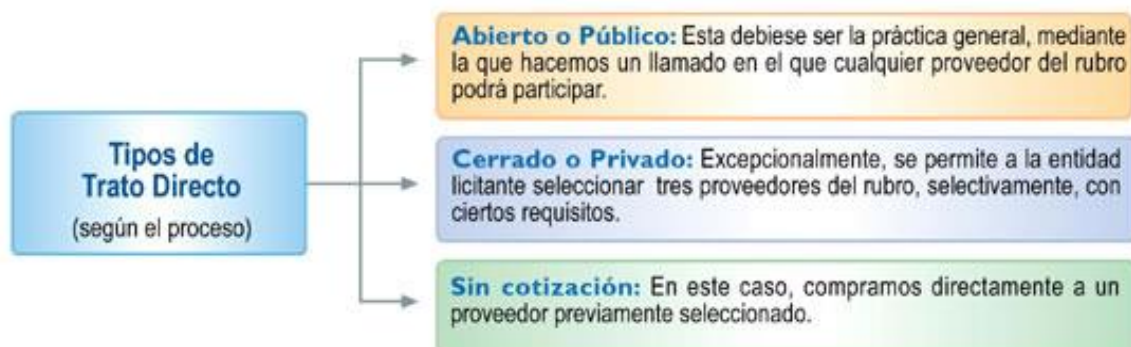 Tipos de
Trato Directo
(según el proceso)
Abierto o Público: Esta debiese ser la práctica general, mediante
la que hacemos un llamado en el que cualquier proveedor del rubro
podrá participar.
Cerrado o Privado: Excepcionalmente, se permite a la entidad
licitante seleccionar tres proveedores del rubro, selectivamente, con
ciertos requisitos.
Sin cotización: En este caso, compramos directamente a un
proveedor previamente seleccionado.